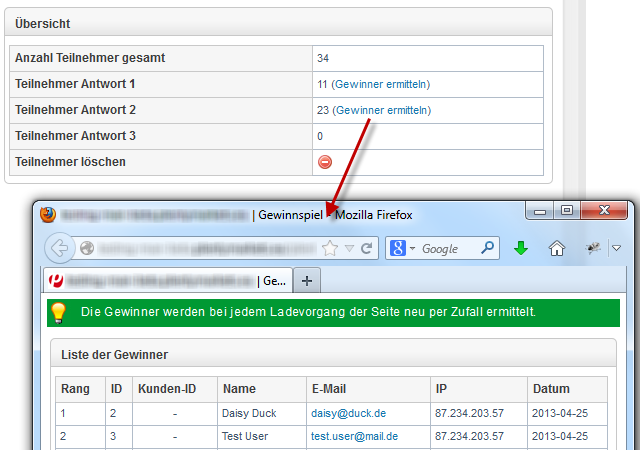 Übersicht
Anzahl Teilnehmer gesamt 34
Teilnehmer Antwort 1 11 (Gewinner ermitteln)
Teilnehmer Antwort 2 23 (Gewinner ermitteln)
Teilnehmer Antwort 3 0
Teilnehmer löschen
| Gewinnspiel - Mozilla Firefox
Google
| Ge...
Die Gewinner werden bei jedem Ladevorgang der Seite neu per Zufall ermittelt.
Liste der Gewinner
Rang ID Kunden-ID Name E-Mail IP Datum
1 2 - Daisy Duck daisy@duck.de 87.234.203.57 2013-04-25
2 3 - Test User test.user@mail.de 87.234.203.57 2013-04-25